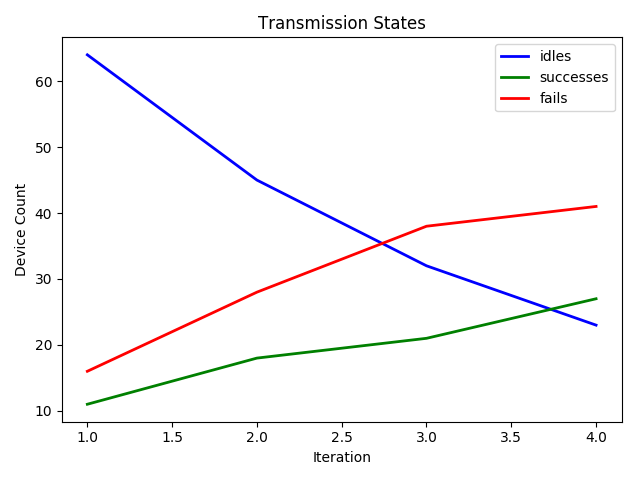 Transmission States
idles
successes
fails
Device Count
60
50
40
30
20
10
1.0 1.5 2.0 2.5 3.0 3.5 4.0
Iteration